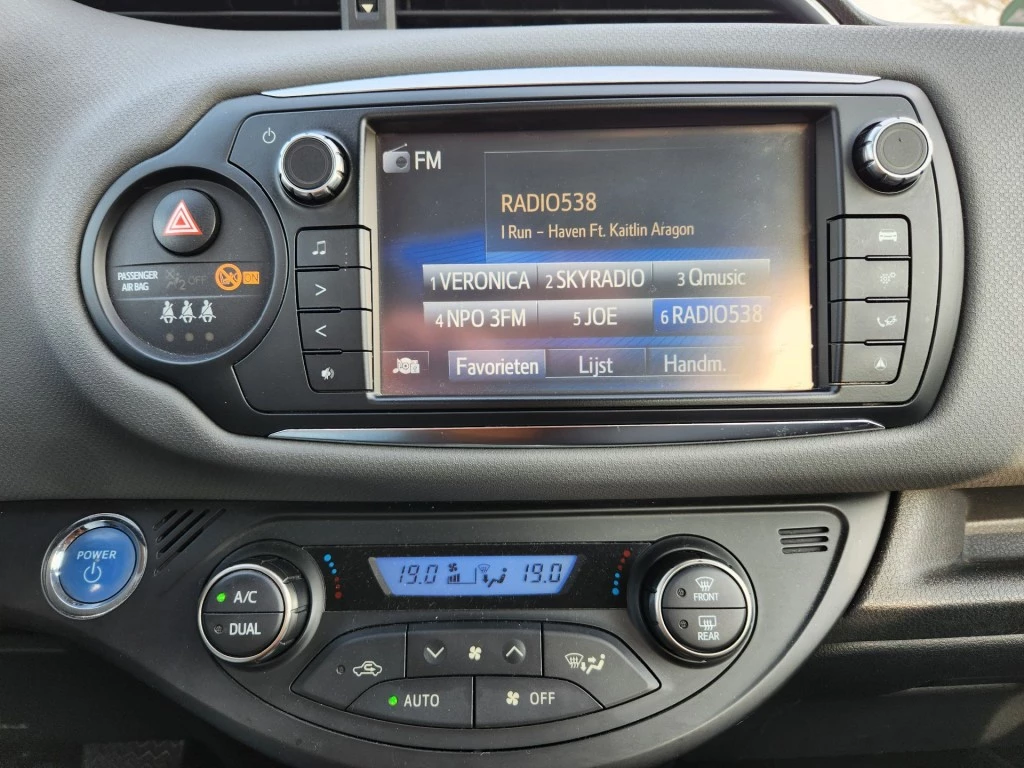 FM
RADIO538
I Run - Haven Ft. Kaitlin Aragon
1 VERONICA 2 SKYRADIO 3 Qmusic
4 NPO 3FM 5 JOE 6 RADIO538
Favorieten Lijst Handm.
PASSENGER
AIR BAG
2 OFF
ON
POWER
A/C
DUAL
19.0 19.0
FRONT
REAR
AUTO
OFF